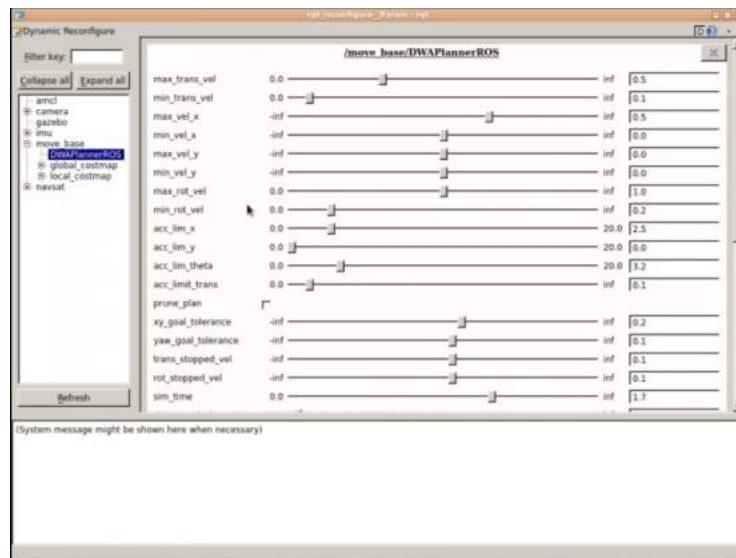 rqt_reconfigure__Param - rqt
Dynamic Reconfigure
Filter key:
Collapse all Expand all
amcl
camera
gazebo
imu
move_base
DWAPlannerROS
global_costmap
local_costmap
navsat
Refresh
/move_base/DWAPlannerROS
max_trans_vel 0.0 inf 0.5
min_trans_vel 0.0 inf 0.1
max_vel_x -inf inf 0.5
min_vel_x -inf inf 0.0
max_vel_y -inf inf 0.0
min_vel_y -inf inf 0.0
max_rot_vel 0.0 inf 1.0
min_rot_vel 0.0 inf 0.2
acc_lim_x 0.0 20.0 2.5
acc_lim_y 0.0 20.0 0.0
acc_lim_theta 0.0 20.0 3.2
acc_limit_trans 0.0 inf 0.1
prune_plan
xy_goal_tolerance -inf inf 0.2
yaw_goal_tolerance -inf inf 0.1
trans_stopped_vel -inf inf 0.1
rot_stopped_vel -inf inf 0.1
sim_time 0.0 inf 1.7
(System message might be shown here when necessary)